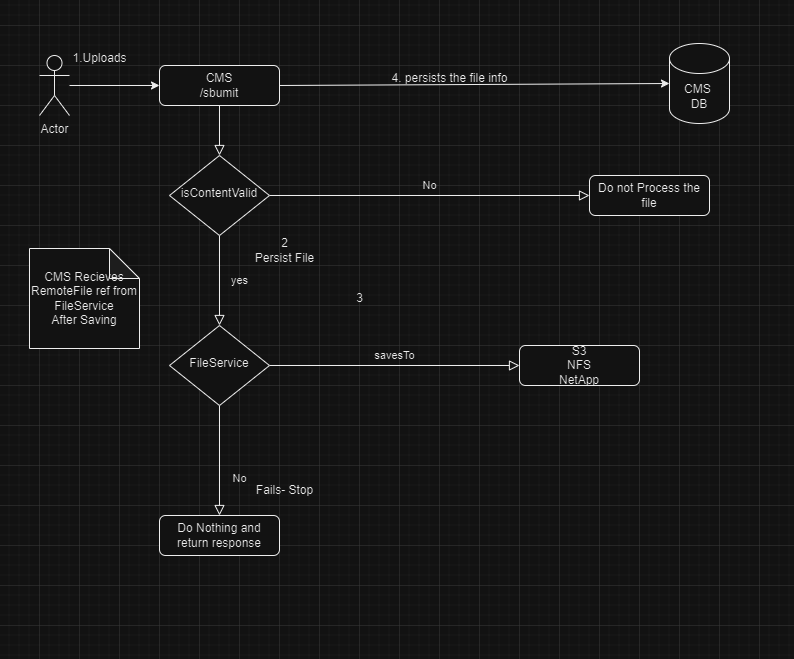 1.Uploads
CMS
/sbumit
4. persists the file info
CMS
DB
Actor
isContentValid
No
Do not Process the
file
2
Persist File
yes
CMS Recieves
RemoteFile ref from
FileService
After Saving
3
FileService
savesTo
S3
NFS
NetApp
No
Fails- Stop
Do Nothing and
return response